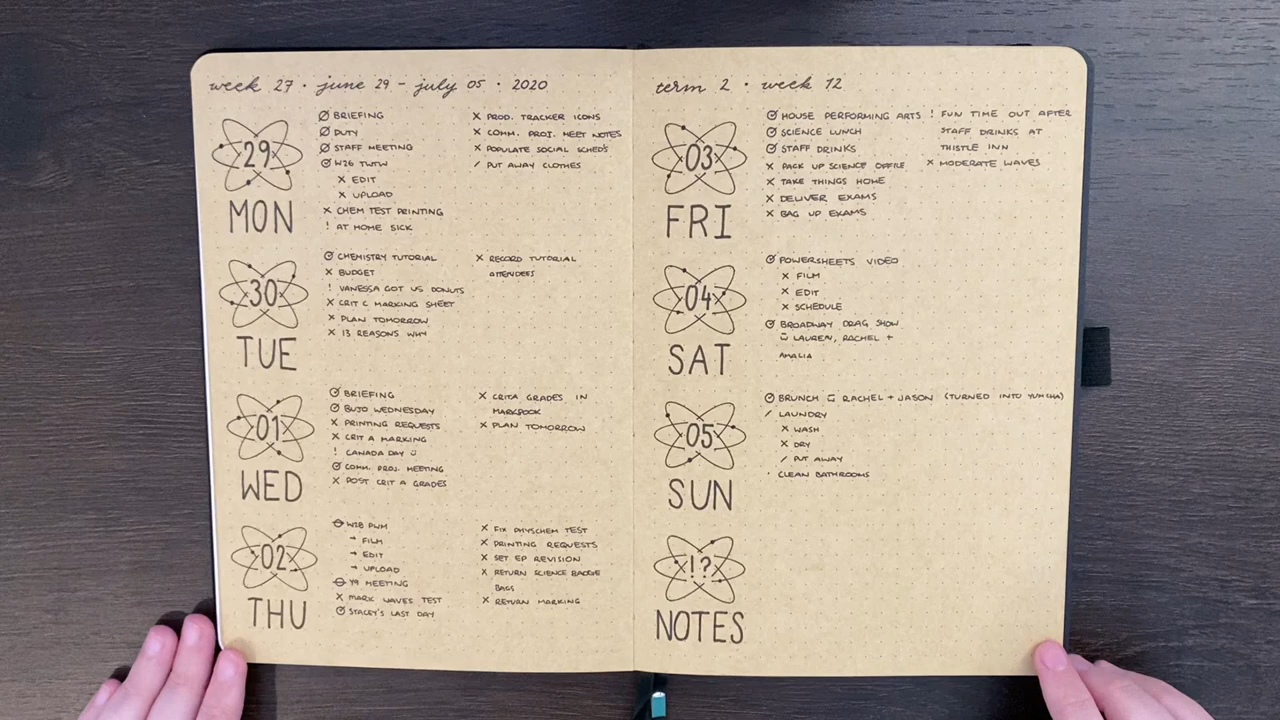 week 27 · june 29 - july 05 · 2020
29
MON
BRIEFING
DUTY
STAFF MEETING
W26 TWTW
x EDIT
x UPLOAD
x CHEM TEST PRINTING
! AT HOME SICK
x PROD. TRACKER ICONS
x COMM. PROJ. MEET NOTES
x POPULATE SOCIAL SCHED'S
/ PUT AWAY CLOTHES
30
TUE
CHEMISTRY TUTORIAL
x BUDGET
! VANESSA GOT US DONUTS
x CRIT C MARKING SHEET
x PLAN TOMORROW
x 13 REASONS WHY
x RECORD TUTORIAL
ATTENDEES
01
WED
BRIEFING
BUJO WEDNESDAY
x PRINTING REQUESTS
x CRIT A MARKING
! CANADA DAY
COMM. PROJ. MEETING
x POST CRIT A GRADES
x CRITA GRADES IN
MARKBOOK
x PLAN TOMORROW
02
THU
W28 PWM
→ FILM
→ EDIT
→ UPLOAD
Y9 MEETING
x MARK WAVES TEST
STACEY'S LAST DAY
x FIX PHYSCHEM TEST
x PRINTING REQUESTS
x SET EP REVISION
x RETURN SCIENCE BADGE
BAGS
x RETURN MARKING
term 2 · week 12
03
FRI
HOUSE PERFORMING ARTS
SCIENCE LUNCH
STAFF DRINKS
x PACK UP SCIENCE OFFICE
x TAKE THINGS HOME
x DELIVER EXAMS
x BAG UP EXAMS
! FUN TIME OUT AFTER
STAFF DRINKS AT
THISTLE INN
x MODERATE WAVES
04
SAT
POWERSHEETS VIDEO
x FILM
x EDIT
x SCHEDULE
BROADWAY DRAG SHOW
c̄ LAUREN, RACHEL +
AMALIA
05
SUN
BRUNCH c̄ RACHEL + JASON (TURNED INTO YUM CHA)
/ LAUNDRY
x WASH
x DRY
/ PUT AWAY
· CLEAN BATHROOMS
!?
NOTES